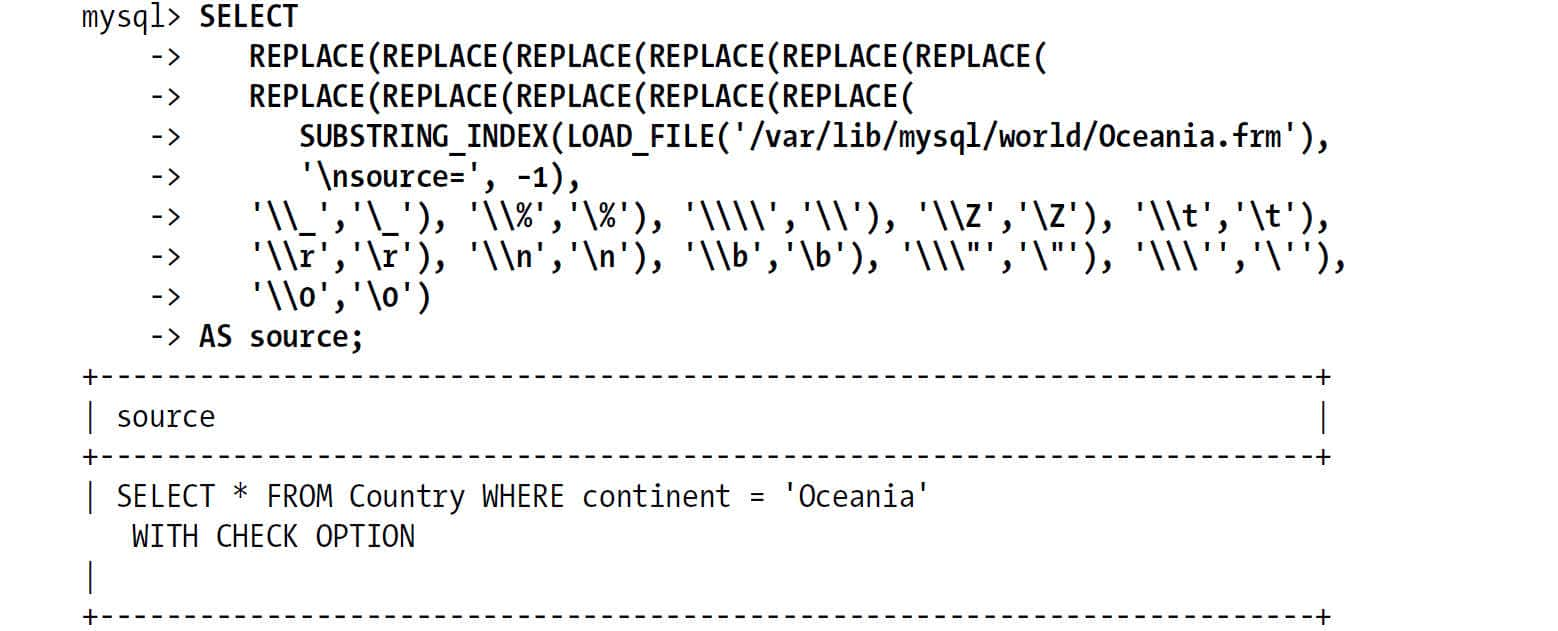 mysql> SELECT
    ->    REPLACE(REPLACE(REPLACE(REPLACE(REPLACE(REPLACE(
    ->    REPLACE(REPLACE(REPLACE(REPLACE(REPLACE(
    ->       SUBSTRING_INDEX(LOAD_FILE('/var/lib/mysql/world/Oceania.frm'),
    ->       '\nsource=', -1),
    ->    '\\_','\_'), '\\%','\%'), '\\\\','\\'), '\\Z','\Z'), '\\t','\t'),
    ->    '\\r','\r'), '\\n','\n'), '\\b','\b'), '\\\"','\"'), '\\\'','\''),
    ->    '\\0','\0')
    -> AS source;
+-------------------------------------------------------------------------+
| source                                                                  |
+-------------------------------------------------------------------------+
| SELECT * FROM Country WHERE continent = 'Oceania'
   WITH CHECK OPTION
|
+-------------------------------------------------------------------------+